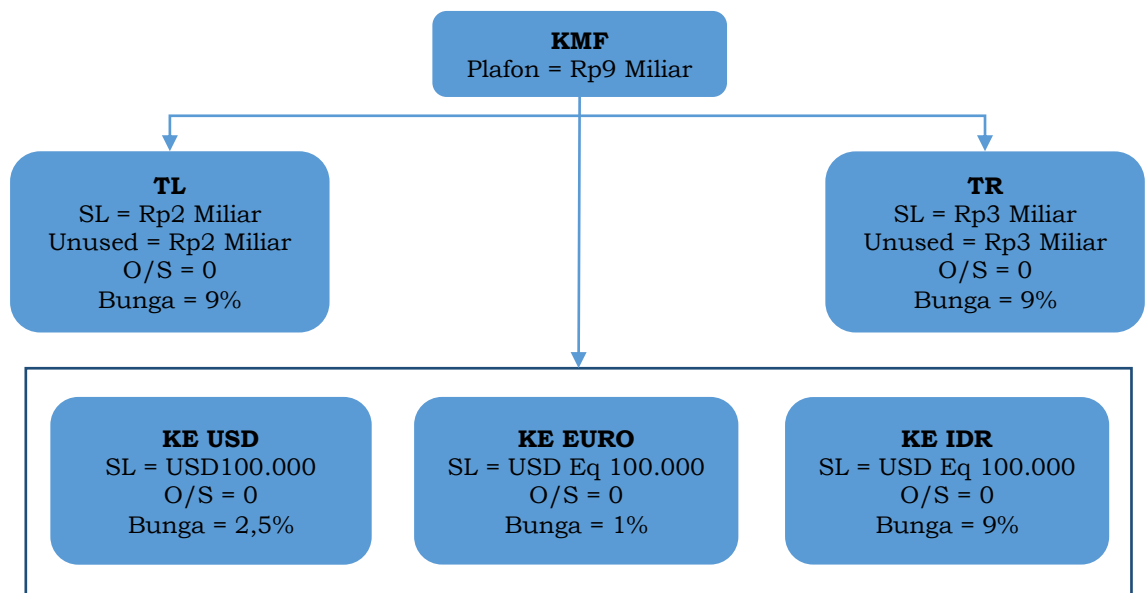 KMF
Plafon = Rp9 Miliar
TL
SL = Rp2 Miliar
Unused = Rp2 Miliar
O/S = 0
Bunga = 9%
TR
SL = Rp3 Miliar
Unused = Rp3 Miliar
O/S = 0
Bunga = 9%
KE USD
SL = USD100.000
O/S = 0
Bunga = 2,5%
KE EURO
SL = USD Eq 100.000
O/S = 0
Bunga = 1%
KE IDR
SL = USD Eq 100.000
O/S = 0
Bunga = 9%